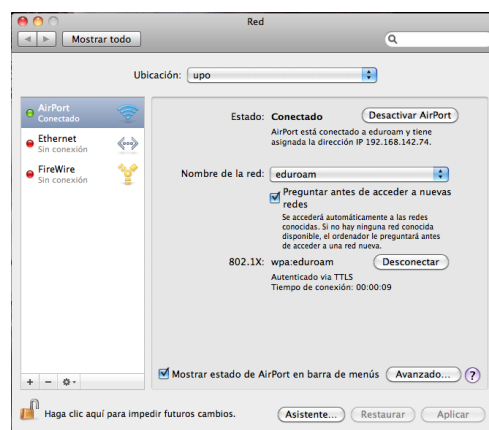 Red
Mostrar todo
Ubicación: upo
AirPort
Conectado
Ethernet
Sin conexión
FireWire
Sin conexión
Estado: Conectado Desactivar AirPort
AirPort está conectado a eduroam y tiene
asignada la dirección IP 192.168.142.74.
Nombre de la red: eduroam
Preguntar antes de acceder a nuevas
redes
Se accederá automáticamente a las redes
conocidas. Si no hay ninguna red conocida
disponible, el ordenador le preguntará antes
de acceder a una red nueva.
802.1X: wpa:eduroam Desconectar
Autenticado vía TTLS
Tiempo de conexión: 00:00:09
Mostrar estado de AirPort en barra de menús Avanzado... ?
Haga clic aquí para impedir futuros cambios. Asistente... Restaurar Aplicar